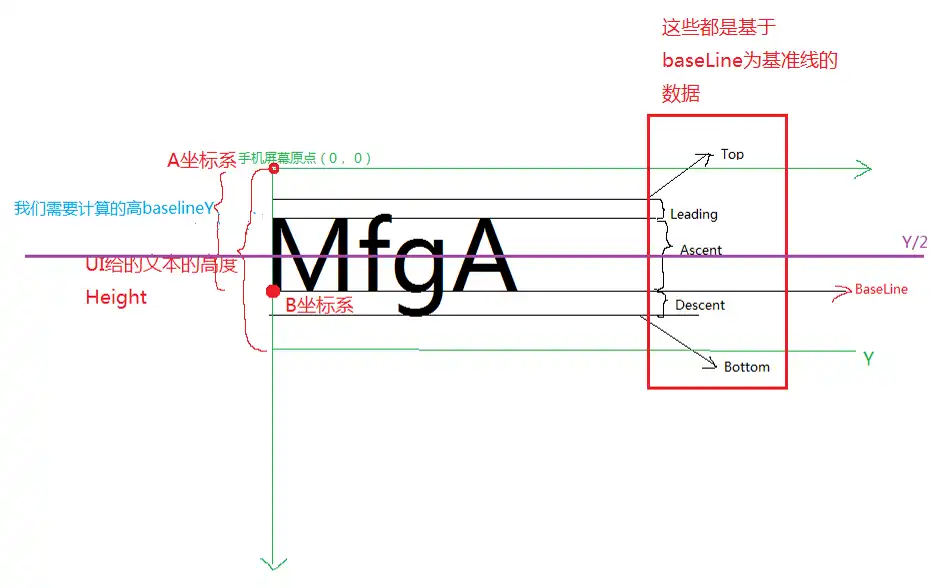 这些都是基于
baseLine为基准线的
数据
A坐标系
手机屏幕原点（0，0）
Top
我们需要计算的高baselineY
Leading
Y/2
Ascent
MfgA
UI给的文本的高度
Height
BaseLine
B坐标系
Descent
Y
Bottom